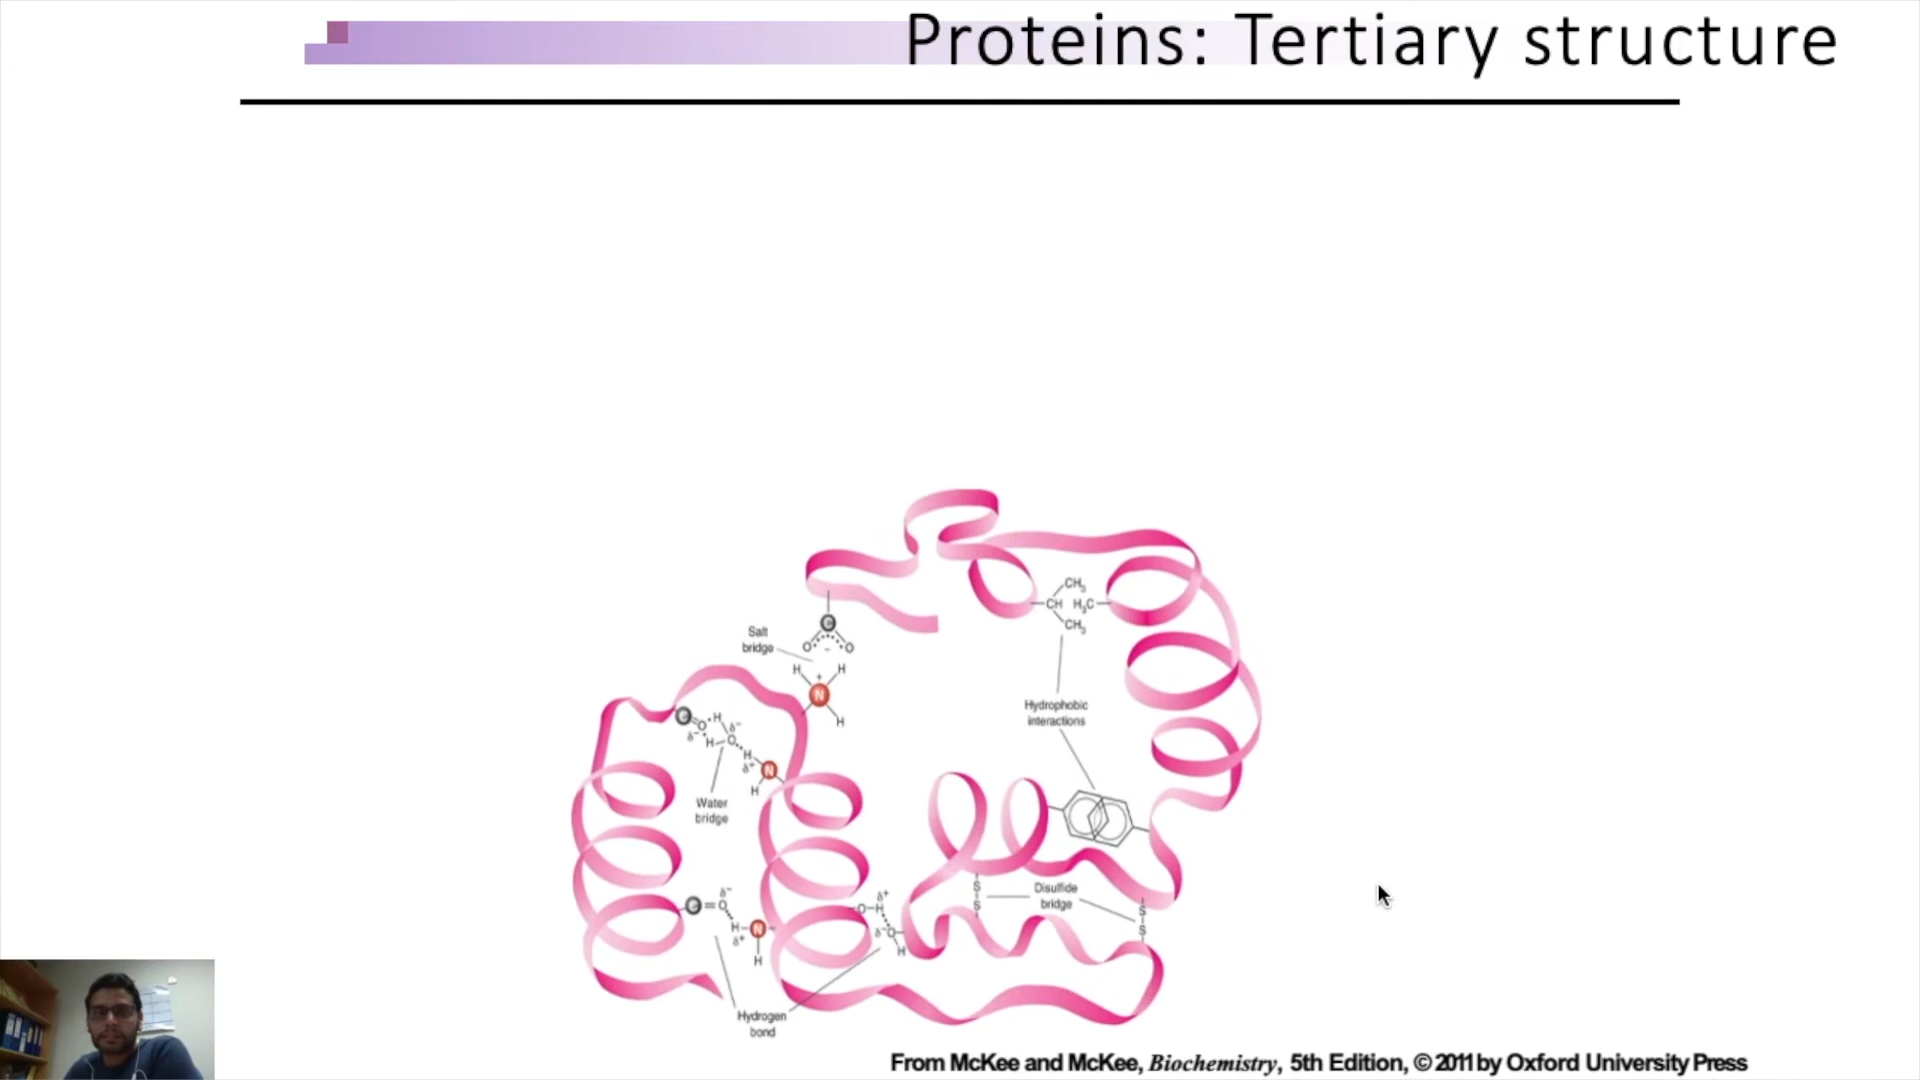 Proteins: Tertiary structure
CH3
CH H3C
CH3
C
Salt
bridge
O - O
H H
+
N
H
Hydrophobic
interactions
C O H
δ- δ-
H-O
H
δ+ N
H
Water
bridge
Disulfide
bridge
S S
S S
C=O δ-
H-N
δ+
H
O-H δ+
δ- O
H
Hydrogen
bond
From McKee and McKee, Biochemistry, 5th Edition, © 2011 by Oxford University Press